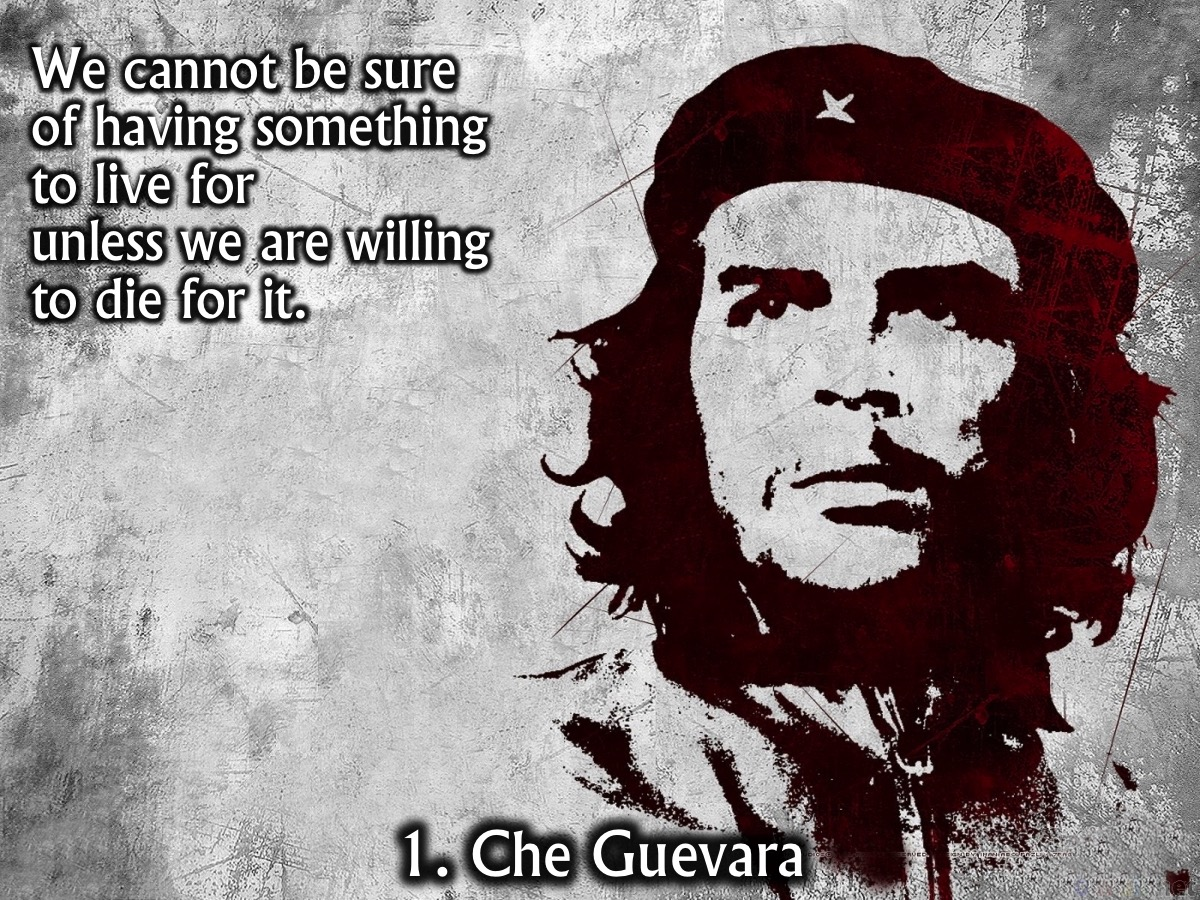 We cannot be sure
of having something
to live for
unless we are willing
to die for it.
1. Che Guevara